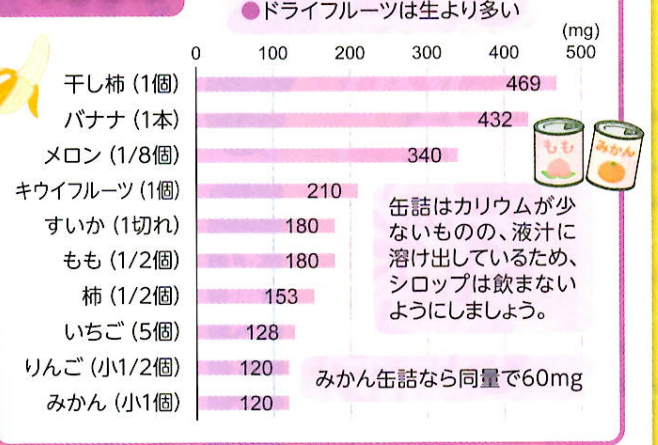 ●ドライフルーツは生より多い
(mg)
0 100 200 300 400 500
干し柿（1個） 469
バナナ（1本） 432
メロン（1/8個） 340
キウイフルーツ（1個） 210
すいか（1切れ） 180
もも（1/2個） 180
柿（1/2個） 153
いちご（5個） 128
りんご（小1/2個） 120
みかん（小1個） 120
もも
みかん
缶詰はカリウムが少
ないものの、液汁に
溶け出しているため、
シロップは飲まない
ようにしましょう。
みかん缶詰なら同量で60mg